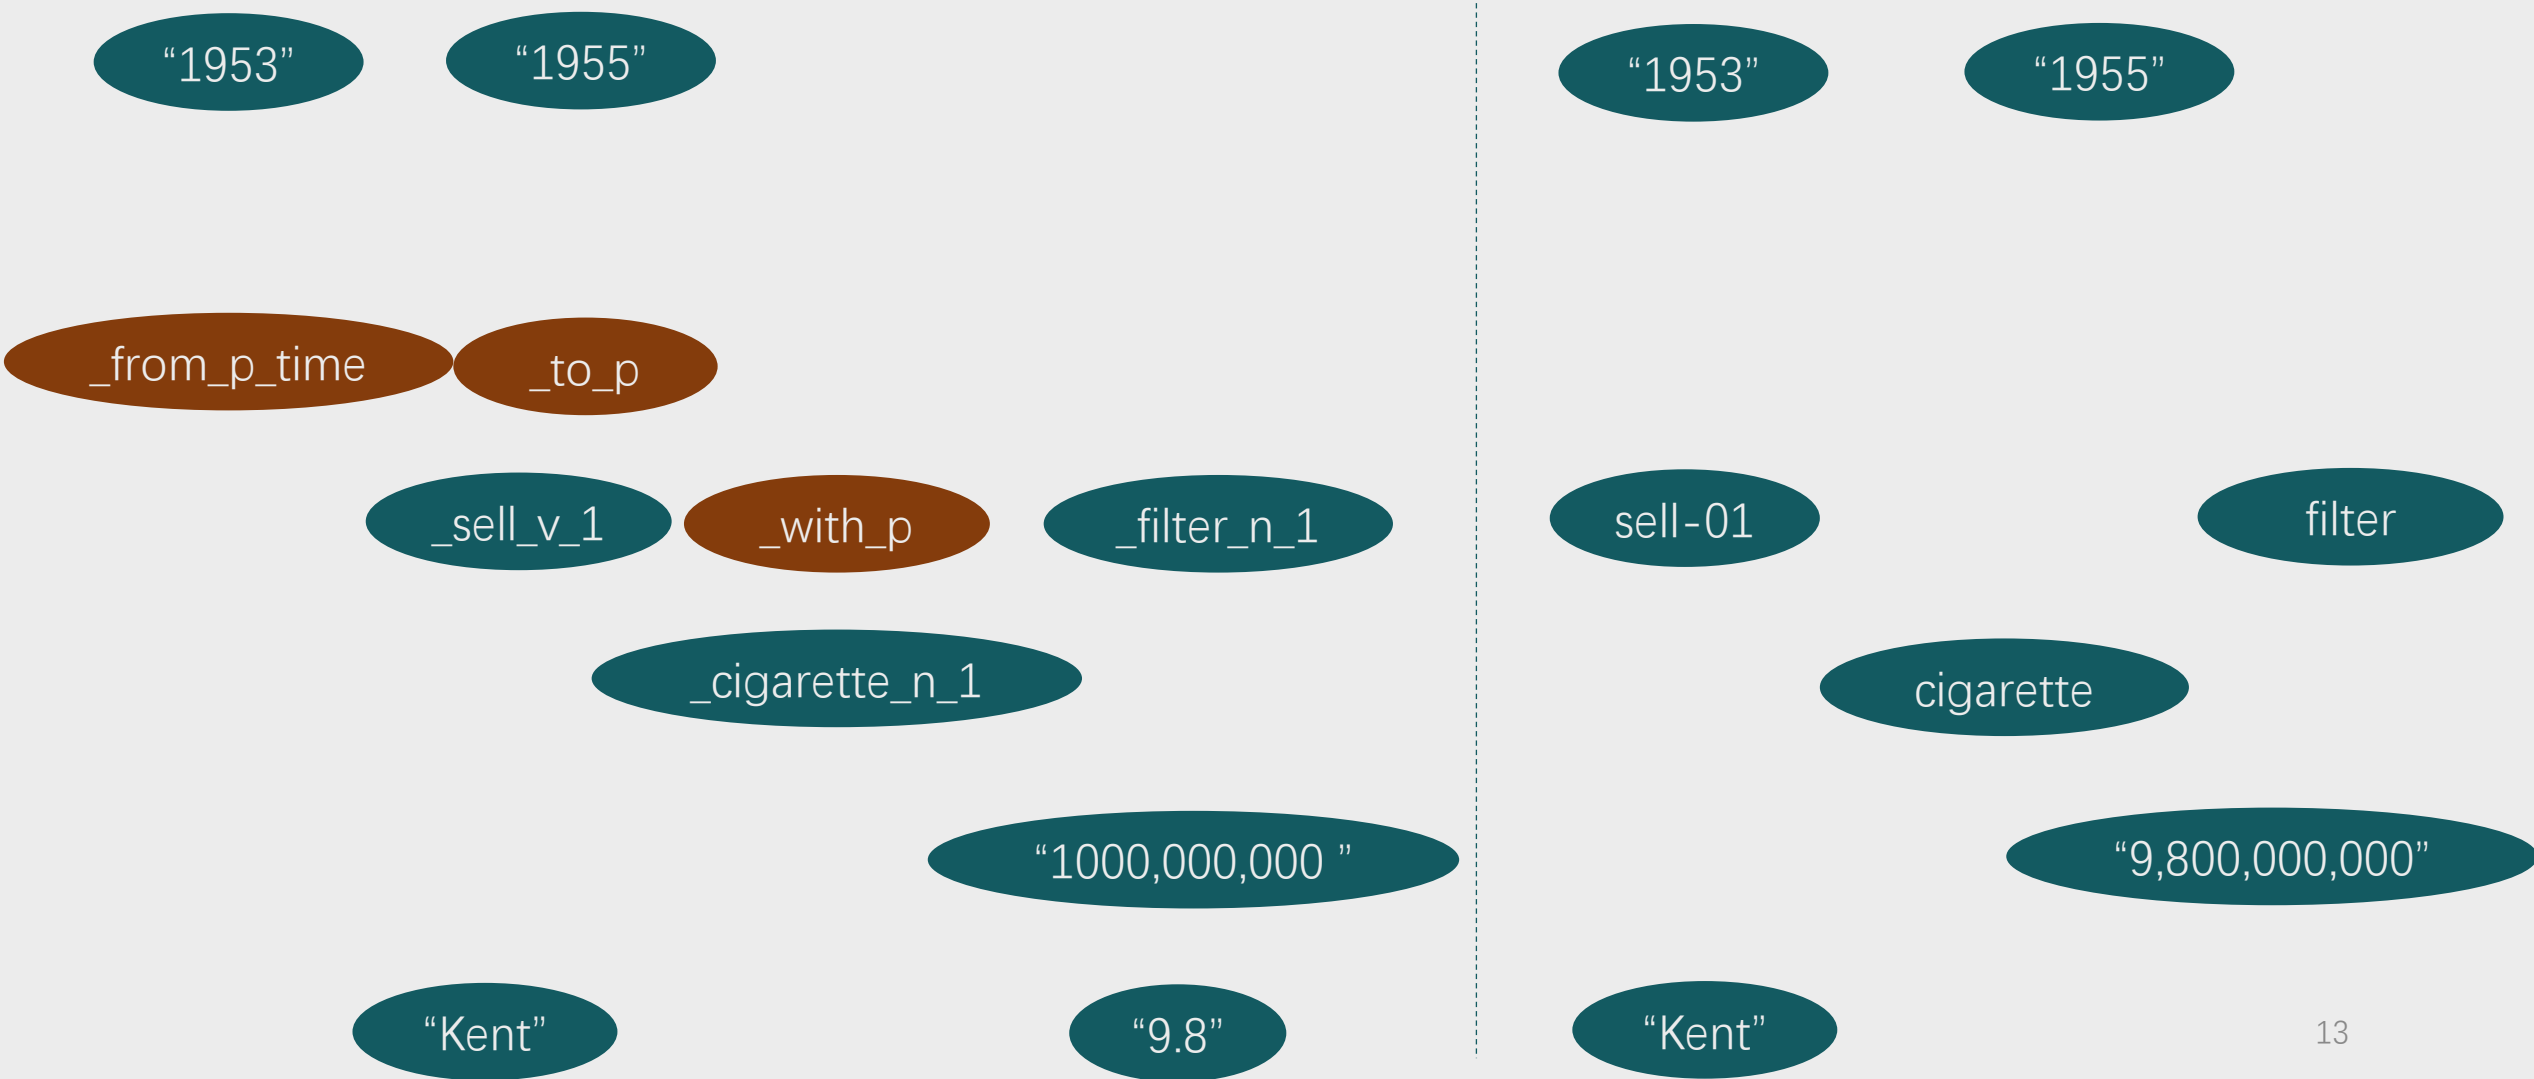 “1953”
“1955”
_from_p_time
_to_p
_sell_v_1
_with_p
_filter_n_1
_cigarette_n_1
“1000,000,000 ”
“Kent”
“9.8”
“1953”
“1955”
sell-01
filter
cigarette
“9,800,000,000”
“Kent”
13